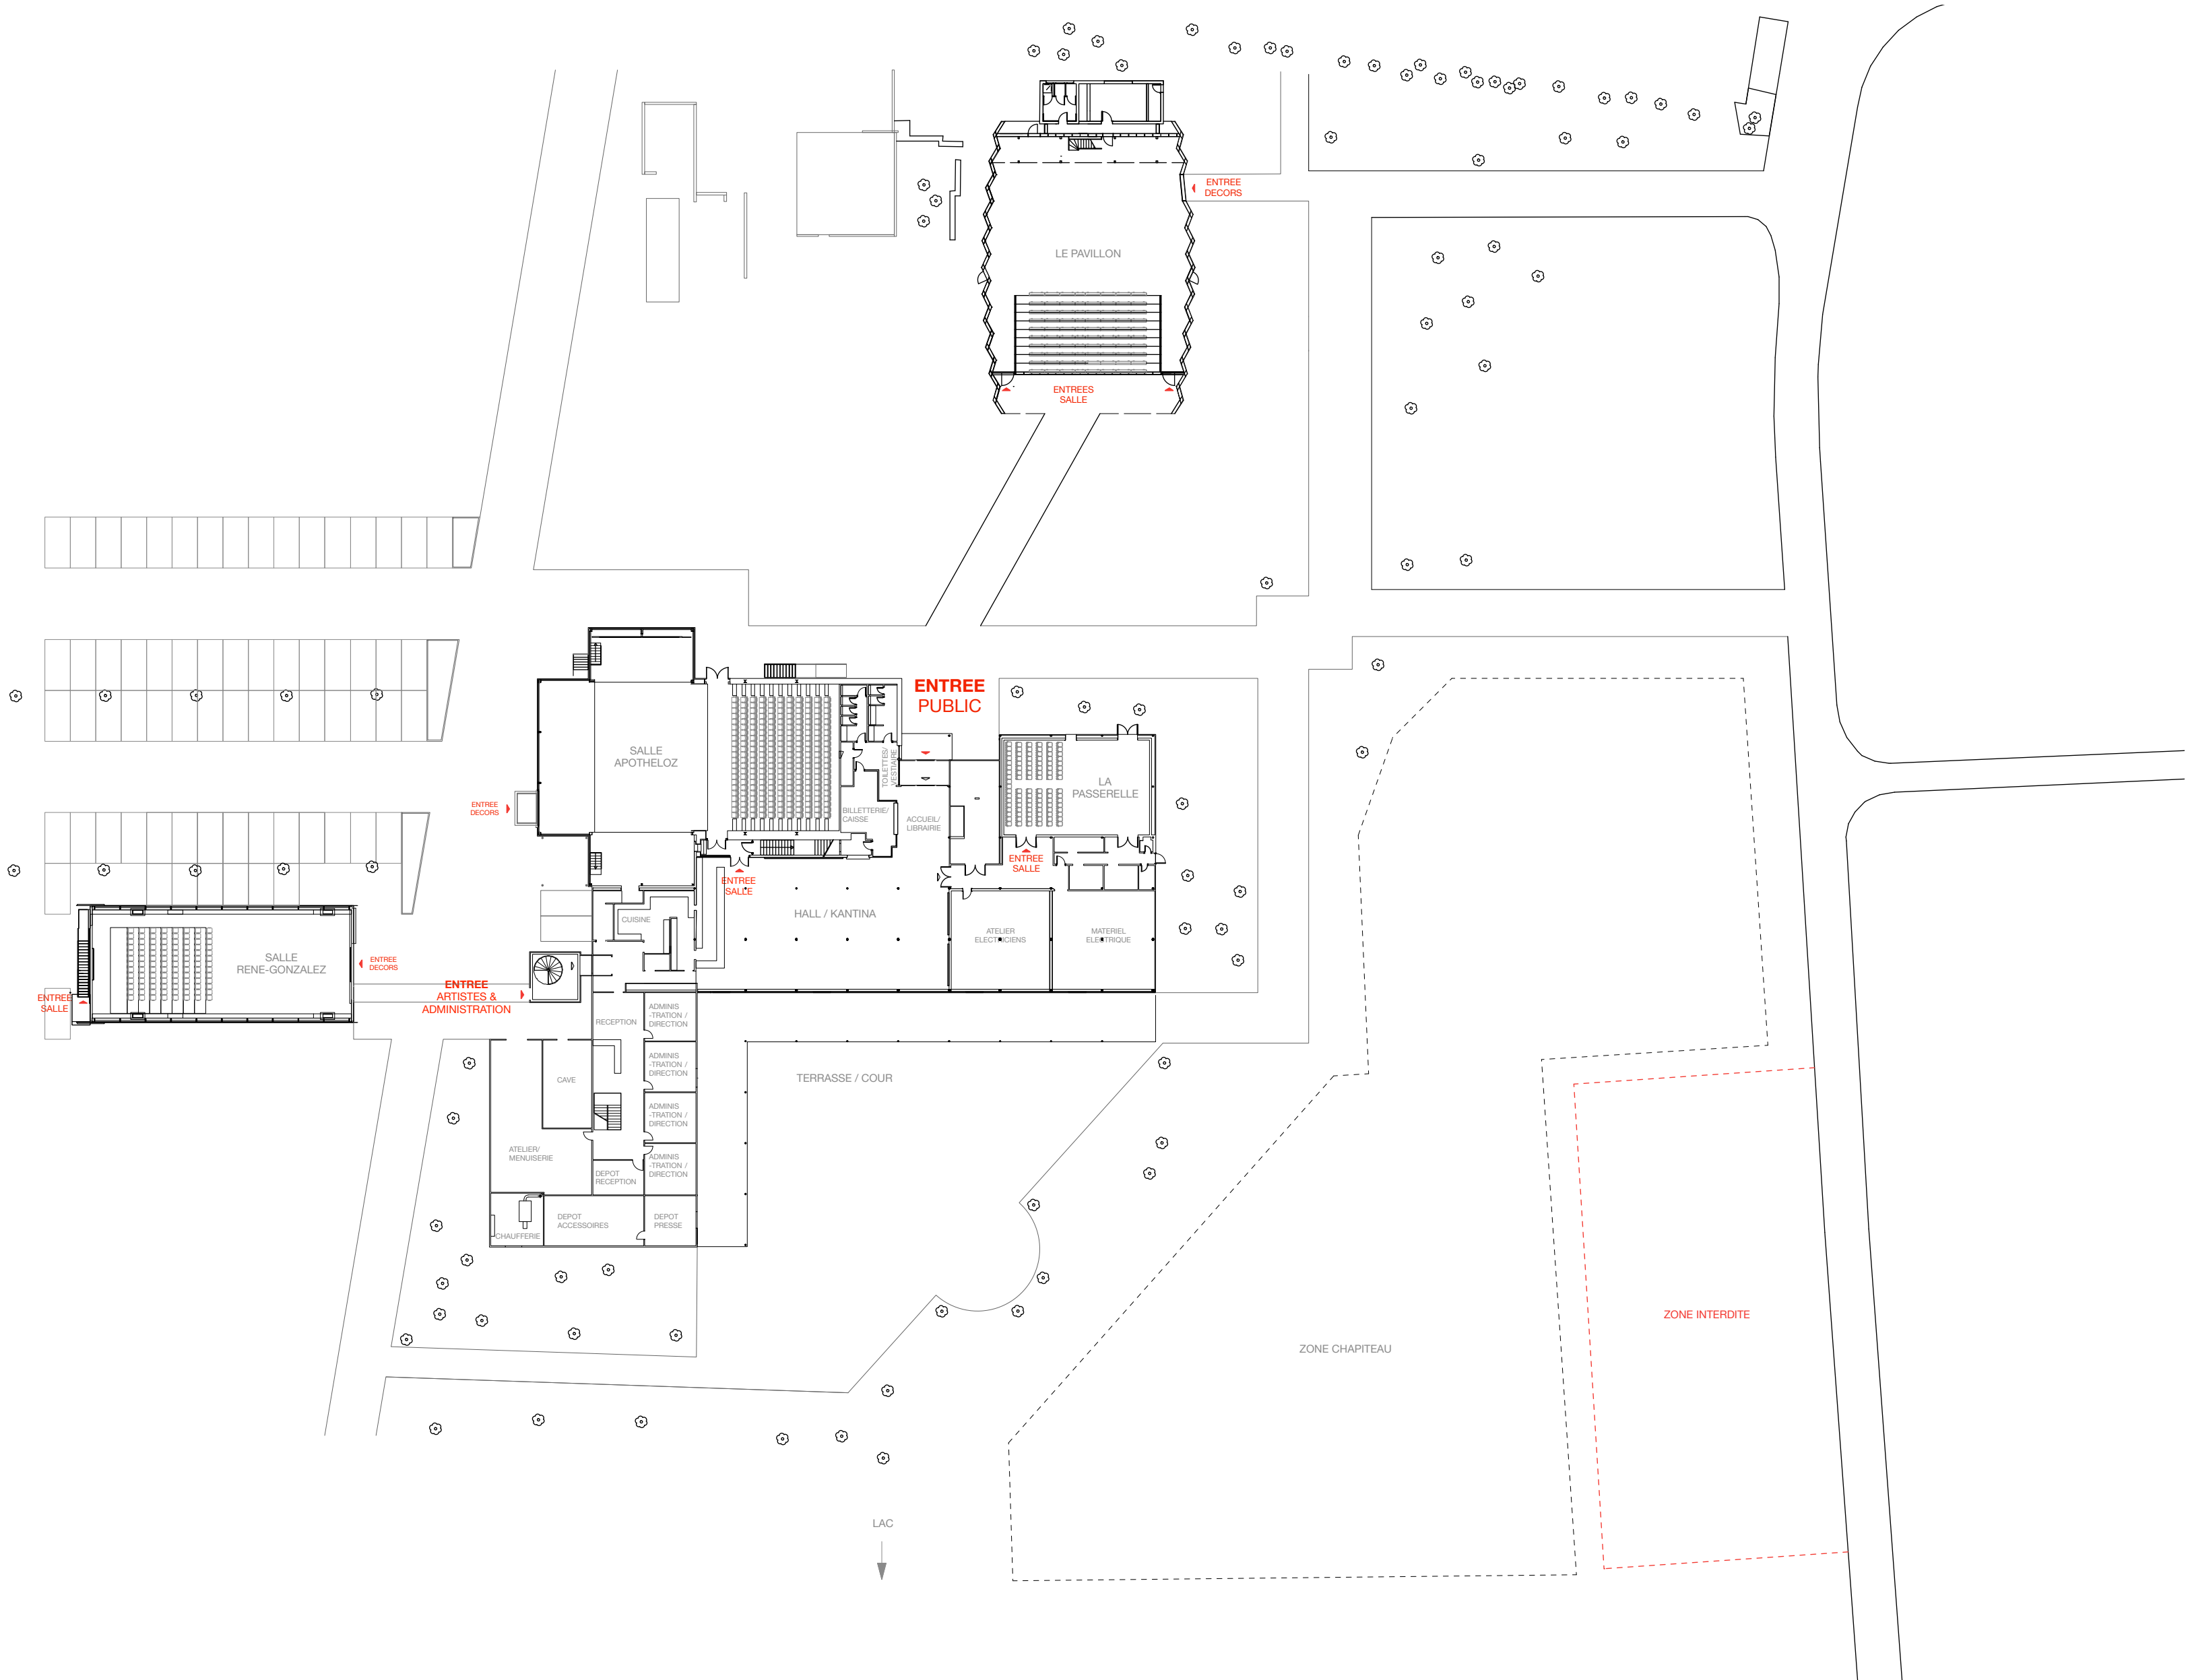 ENTREE
DECORS
LE PAVILLON
ENTREES
SALLE
ENTREE
PUBLIC
SALLE
APOTHELOZ
TOILETTES/
VESTIAIRE
LA
PASSERELLE
ENTREE
DECORS
BILLETTERIE/
CAISSE
ACCUEIL/
LIBRAIRIE
ENTREE
SALLE
ENTREE
SALLE
CUISINE
HALL / KANTINA
ATELIER
ELECTRICIENS
MATERIEL
ELECTRIQUE
SALLE
RENE-GONZALEZ
ENTREE
DECORS
ENTREE
SALLE
ENTREE
ARTISTES &
ADMINISTRATION
RECEPTION
ADMINIS
-TRATION /
DIRECTION
ADMINIS
-TRATION /
DIRECTION
CAVE
TERRASSE / COUR
ADMINIS
-TRATION /
DIRECTION
ATELIER/
MENUISERIE
ADMINIS
-TRATION /
DIRECTION
DEPOT
RECEPTION
DEPOT
ACCESSOIRES
DEPOT
PRESSE
CHAUFFERIE
ZONE INTERDITE
ZONE CHAPITEAU
LAC